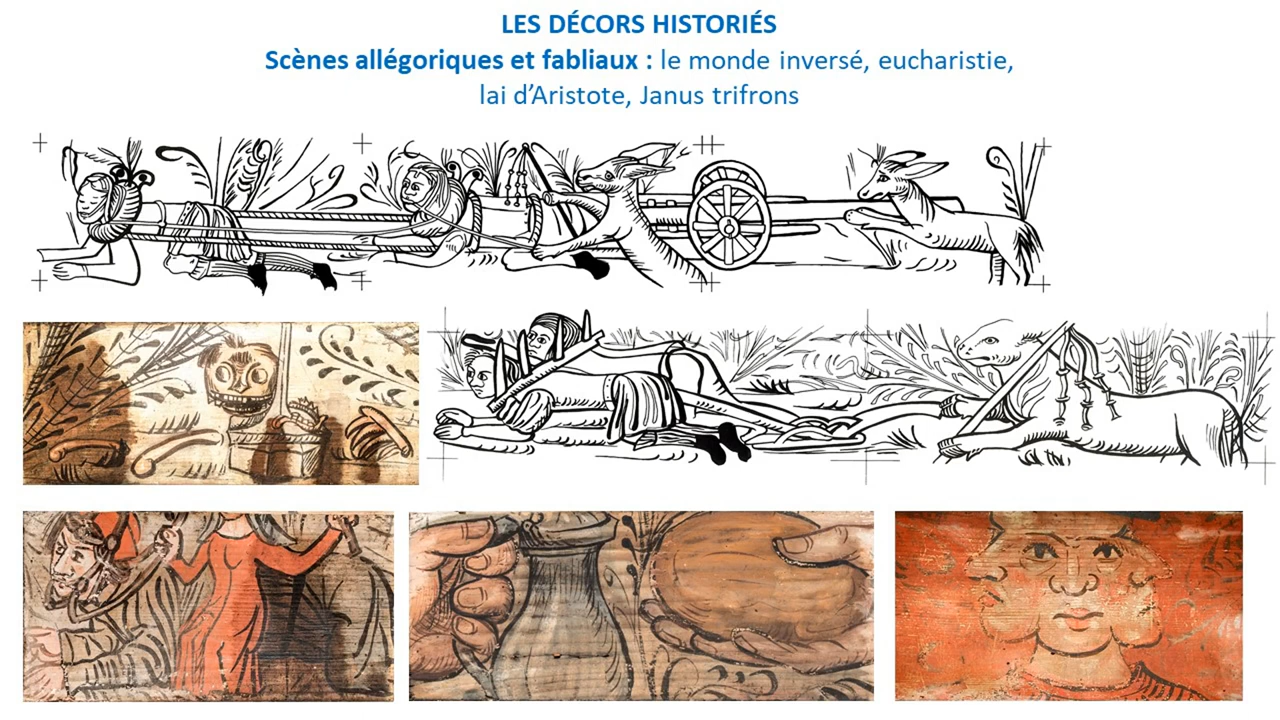 LES DÉCORS HISTORIÉS
Scènes allégoriques et fabliaux : le monde inversé, eucharistie,
lai d’Aristote, Janus trifrons